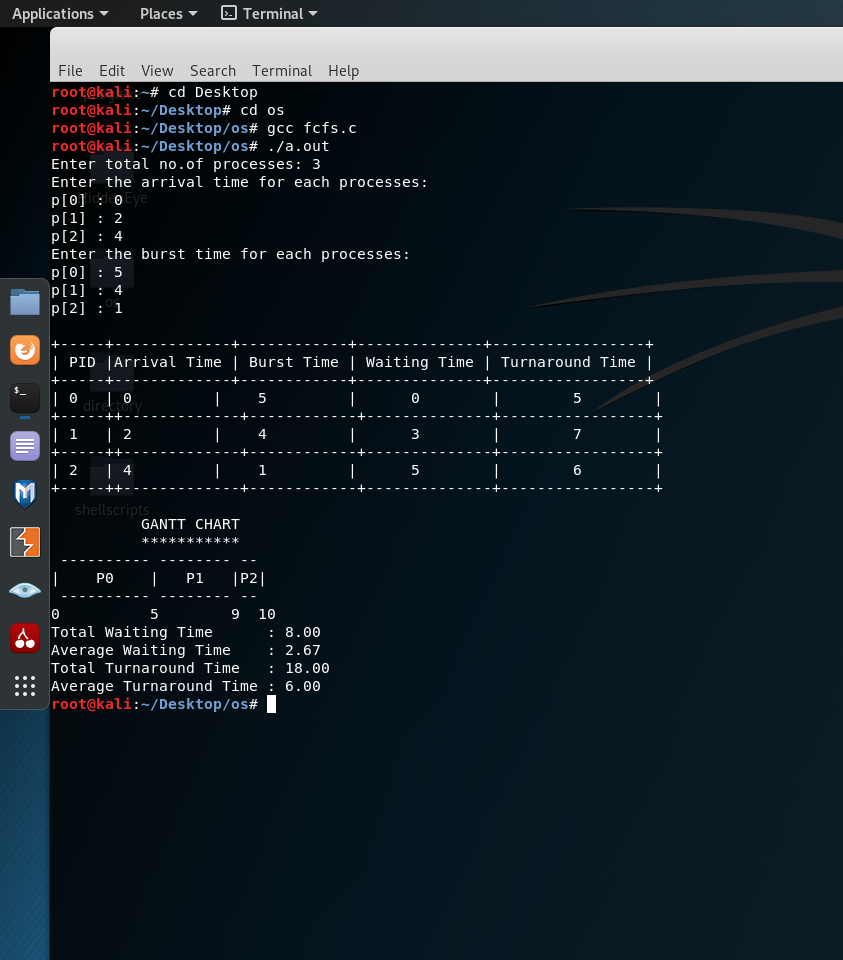 Applications Places Terminal
File Edit View Search Terminal Help
root@kali:~# cd Desktop
root@kali:~/Desktop# cd os
root@kali:~/Desktop/os# gcc fcfs.c
root@kali:~/Desktop/os# ./a.out
Enter total no.of processes: 3
Enter the arrival time for each processes:
p[0] : 0
HiddenEye
p[1] : 2
p[2] : 4
Enter the burst time for each processes:
p[0] : 5
p[1] : 4
os
p[2] : 1
+-----+-------------+------------+--------------+-----------------+
| PID |Arrival Time | Burst Time | Waiting Time | Turnaround Time |
+-----+-------------+------------+--------------+-----------------+
| 0   | 0         |    5         |      0        |        5        |
directory
+-----++-------------+------------+--------------+-----------------+
| 1   | 2         |    4         |      3        |        7        |
+-----++-------------+------------+--------------+-----------------+
| 2   | 4         |    1         |      5        |        6        |
+-----++-------------+------------+--------------+-----------------+
shellscripts
GANTT CHART
***********
 ---------- -------- --
|    P0    |   P1   |P2|
 ---------- -------- --
0          5        9  10
Total Waiting Time      : 8.00
Average Waiting Time    : 2.67
Total Turnaround Time   : 18.00
Average Turnaround Time : 6.00
root@kali:~/Desktop/os#